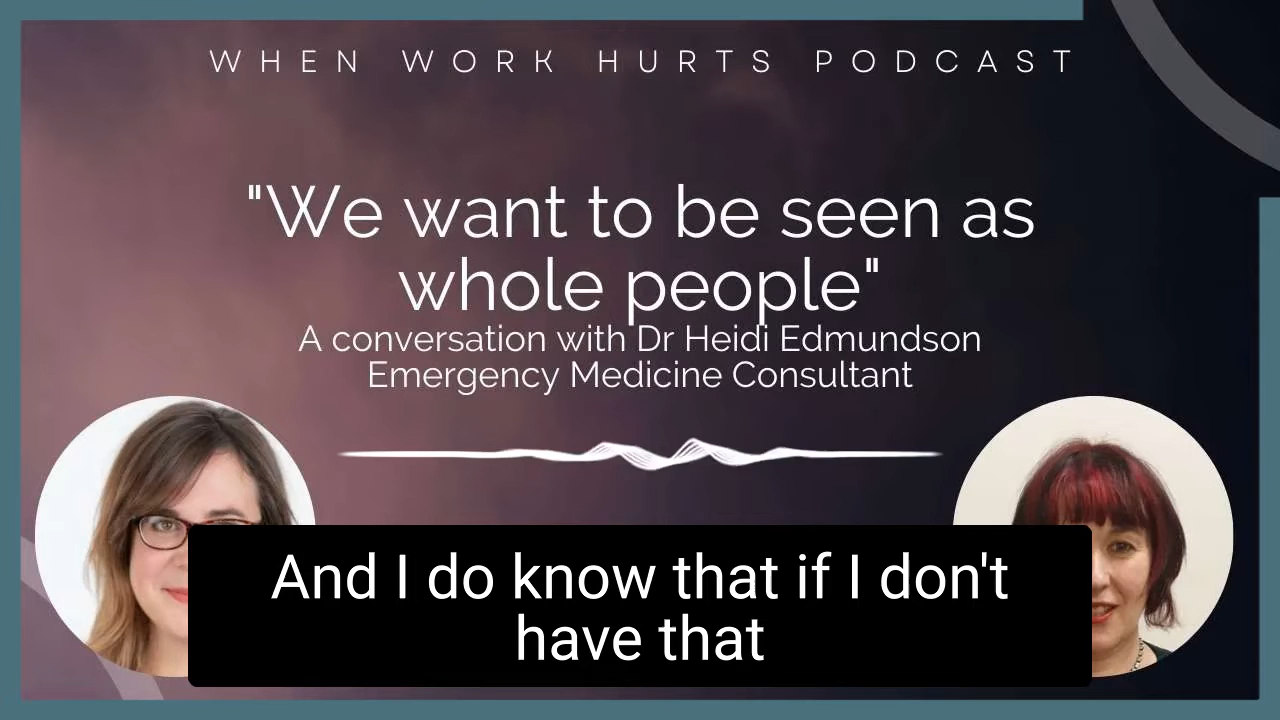 WHEN WORK HURTS PODCAST
"We want to be seen as
whole people"
A conversation with Dr Heidi Edmundson
Emergency Medicine Consultant
And I do know that if I don't
have that